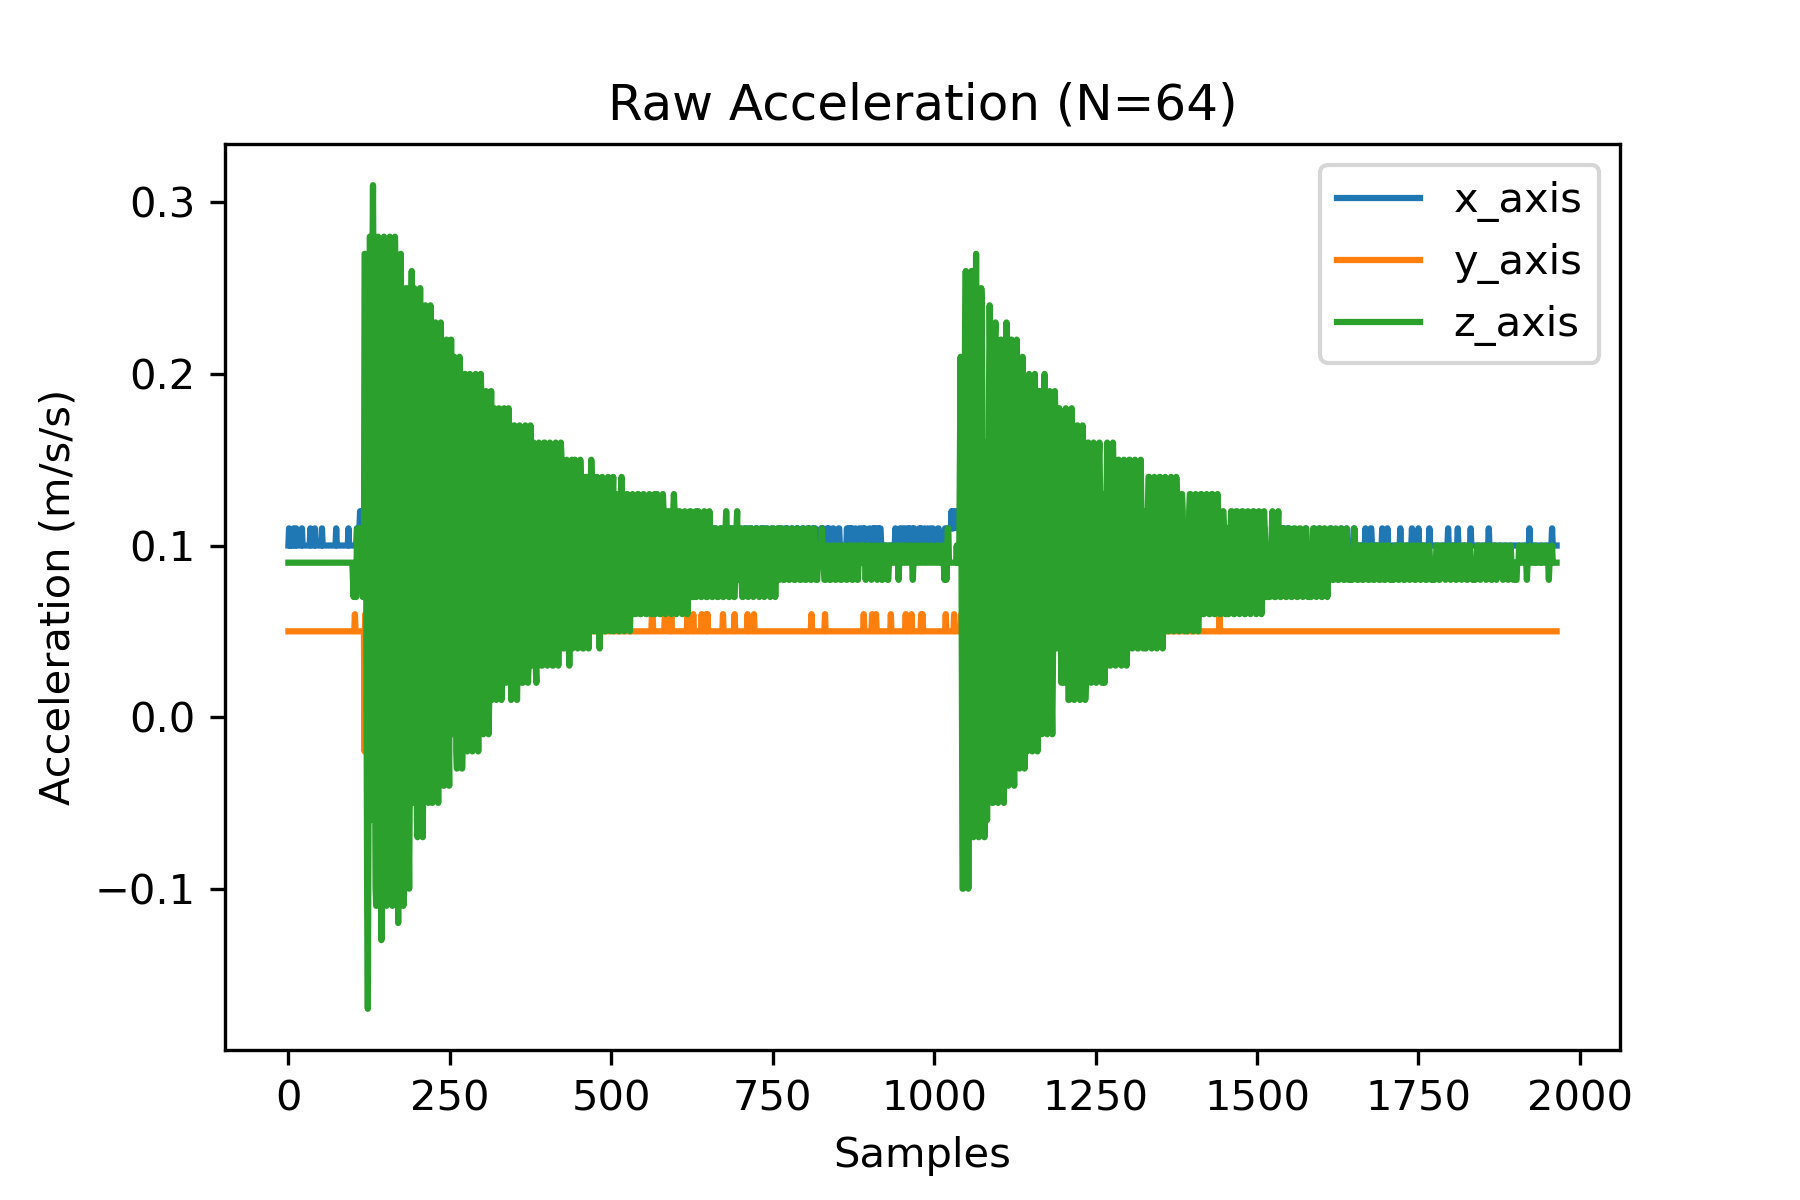 Raw Acceleration (N=64)
x_axis
y_axis
z_axis
0.3
0.2
0.1
0.0
−0.1
Acceleration (m/s/s)
0 250 500 750 1000 1250 1500 1750 2000
Samples